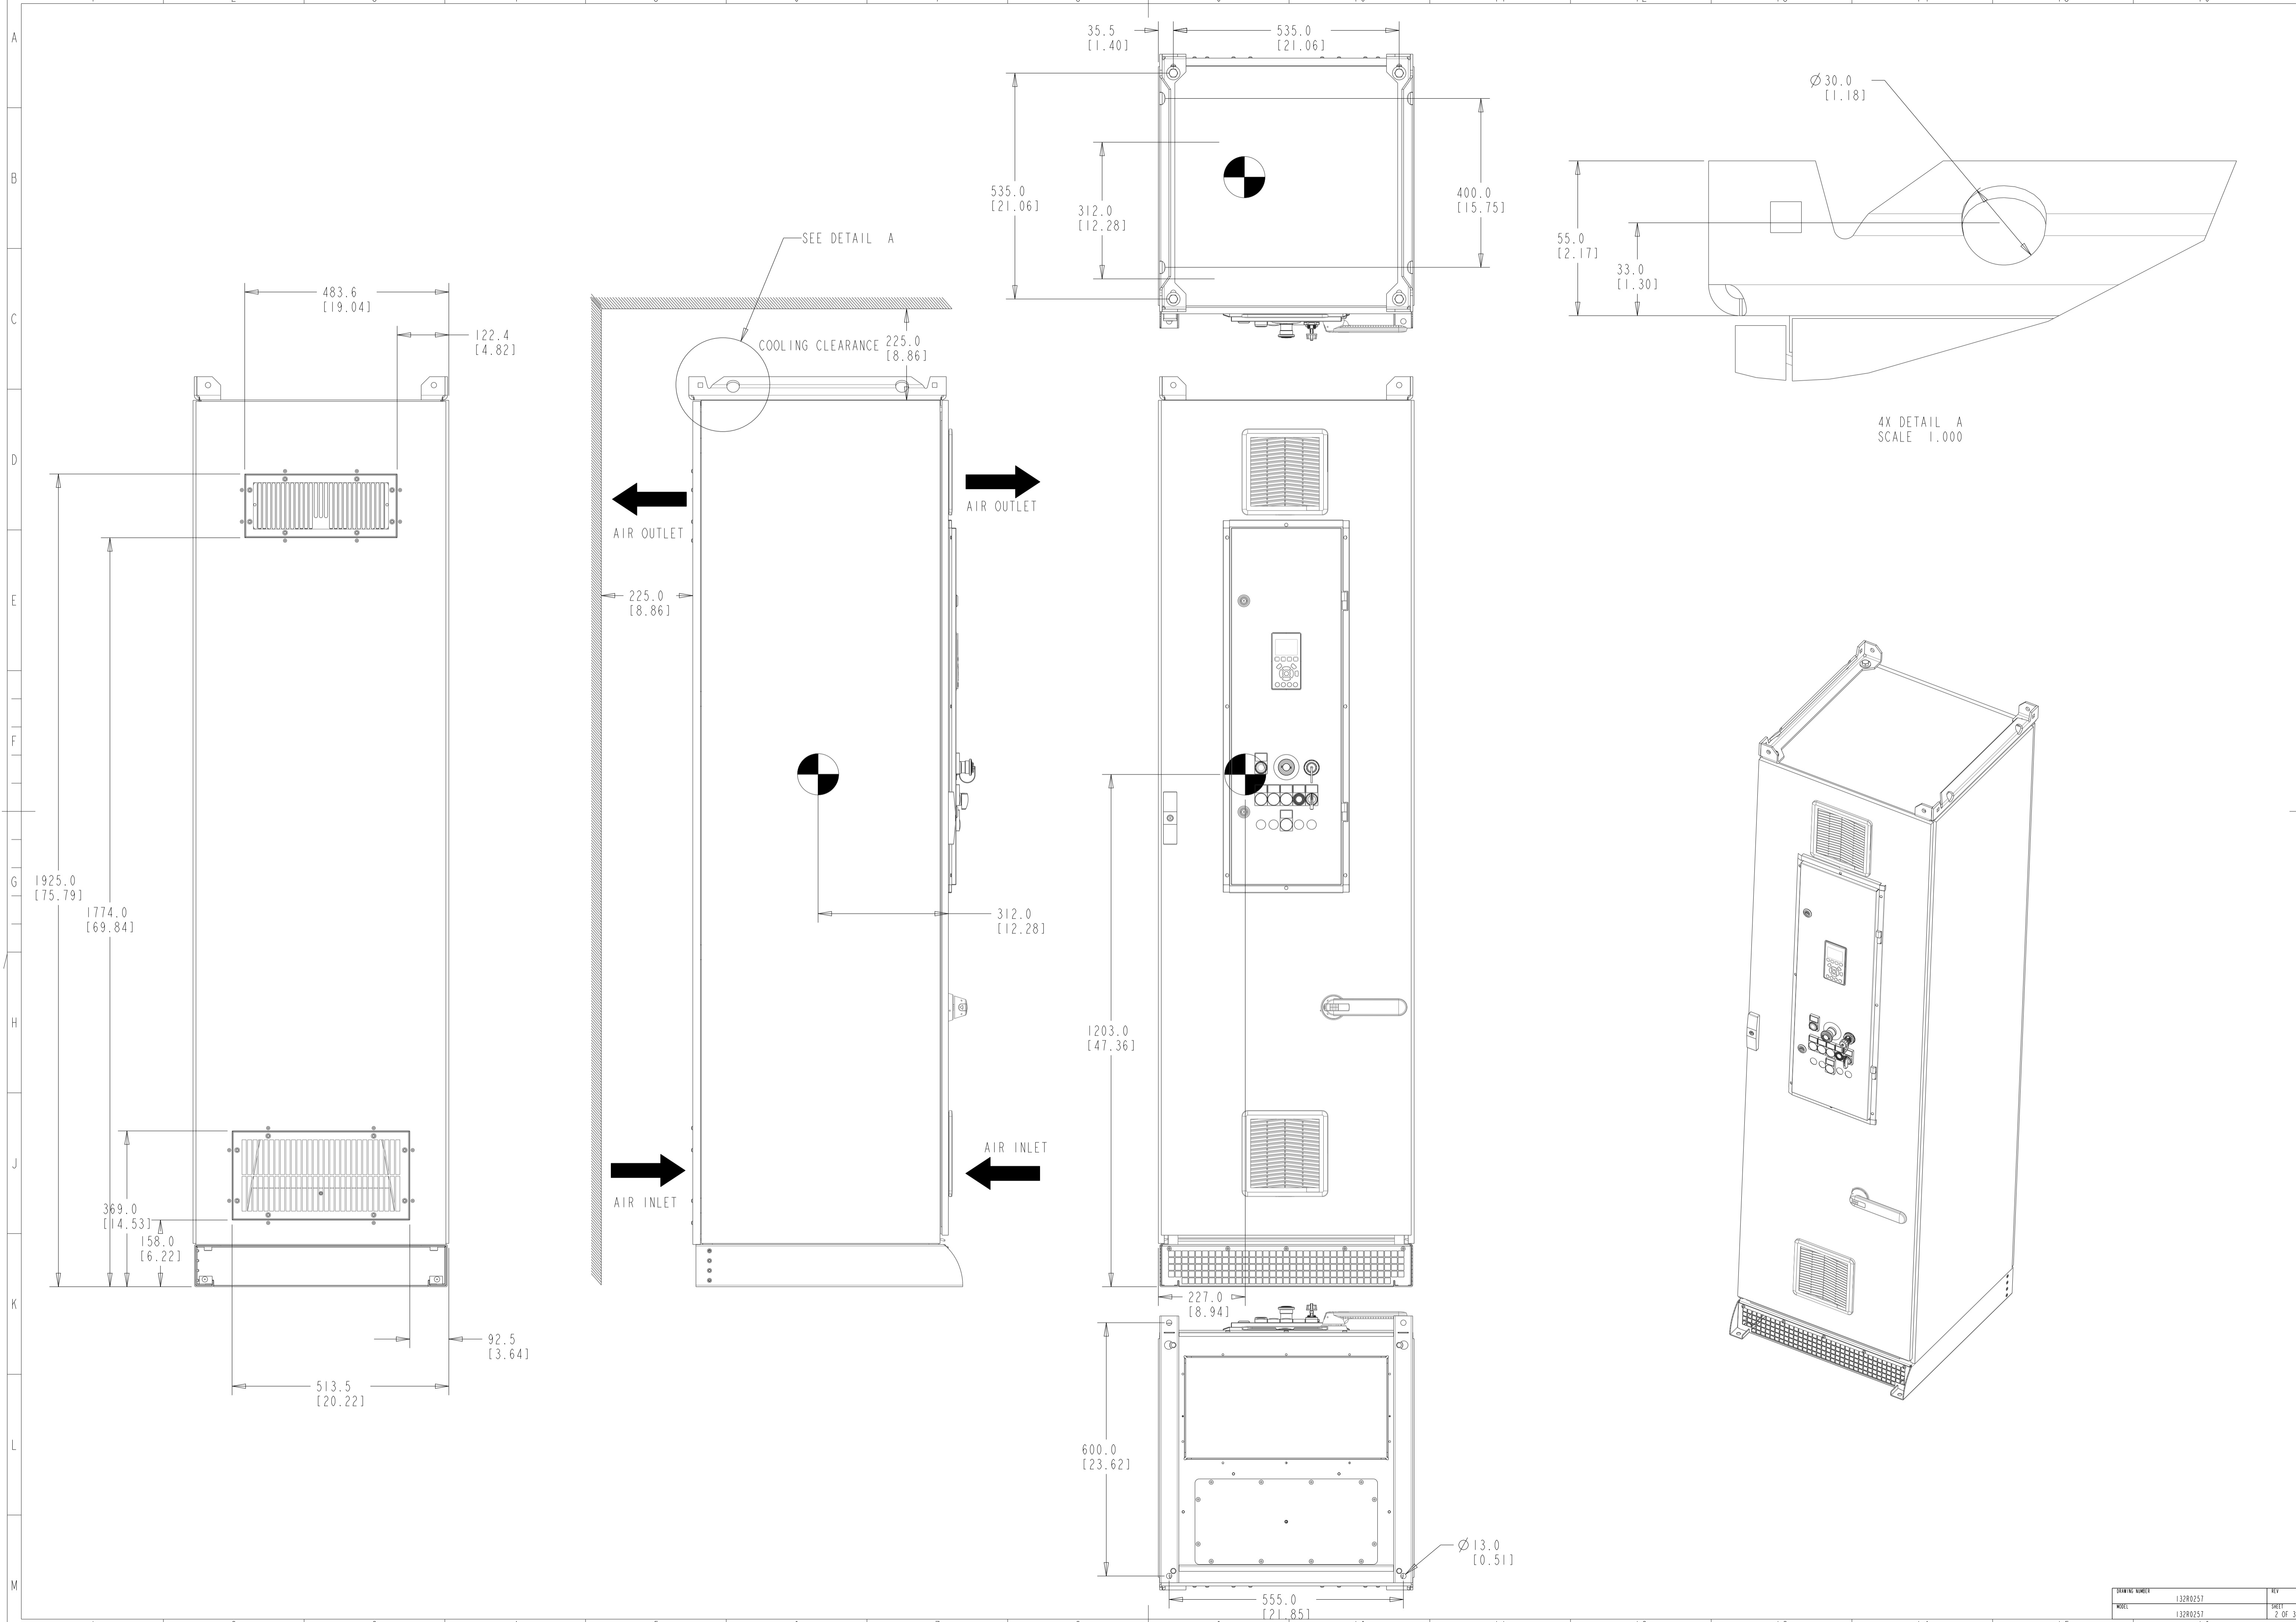 A
35.5
[1.40]
535.0
[21.06]
Ø30.0
[1.18]
B
535.0
[21.06]
312.0
[12.28]
400.0
[15.75]
55.0
[2.17]
33.0
[1.30]
SEE DETAIL A
C
483.6
[19.04]
122.4
[4.82]
COOLING CLEARANCE
225.0
[8.86]
4X DETAIL A
SCALE 1.000
D
AIR OUTLET
AIR OUTLET
E
225.0
[8.86]
F
G
1925.0
[75.79]
1774.0
[69.84]
312.0
[12.28]
H
1203.0
[47.36]
J
AIR INLET
AIR INLET
369.0
[14.53]
158.0
[6.22]
K
227.0
[8.94]
92.5
[3.64]
513.5
[20.22]
L
600.0
[23.62]
Ø13.0
[0.51]
M
555.0
[21.85]
DRAWING NUMBER
132R0257
REV
MODEL
132R0257
SHEET
2 OF 3